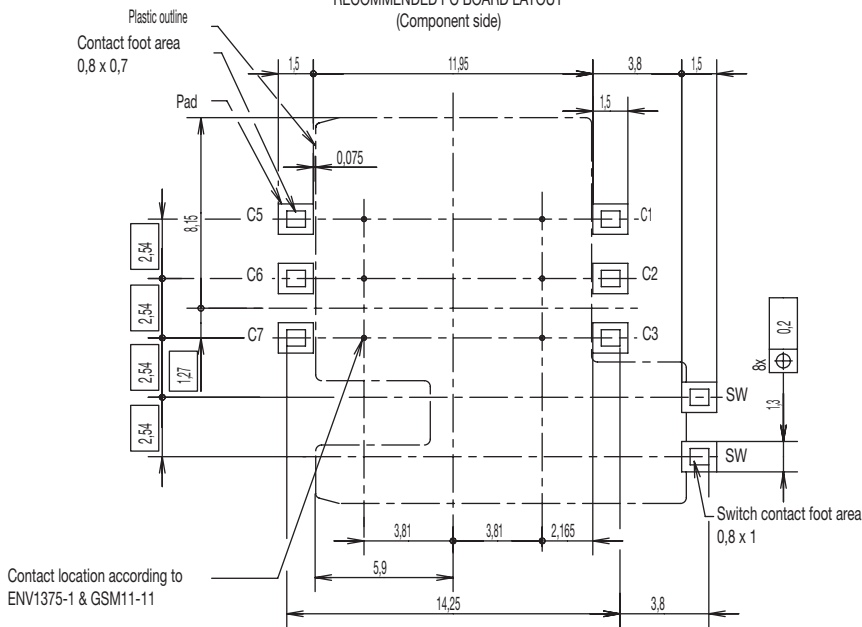 RECOMMENDED PC BOARD LAYOUT
(Component side)
Plastic outline
Contact foot area
0,8 x 0,7
Pad
1,5
11,95
3,8
1,5
1,5
0,075
8,15
C5
C1
2,54
C6
C2
2,54
C7
C3
0,2
8x
2,54
1,27
SW
1,3
2,54
SW
Switch contact foot area
0,8 x 1
3,81
3,81
2,165
5,9
Contact location according to
ENV1375-1 & GSM11-11
14,25
3,8